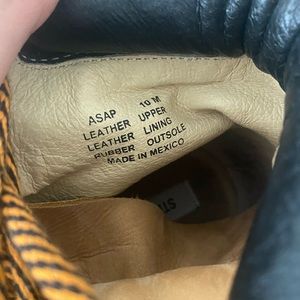 ASAP 10 M
LEATHER UPPER
LEATHER LINING
RUBBER OUTSOLE
MADE IN MEXICO